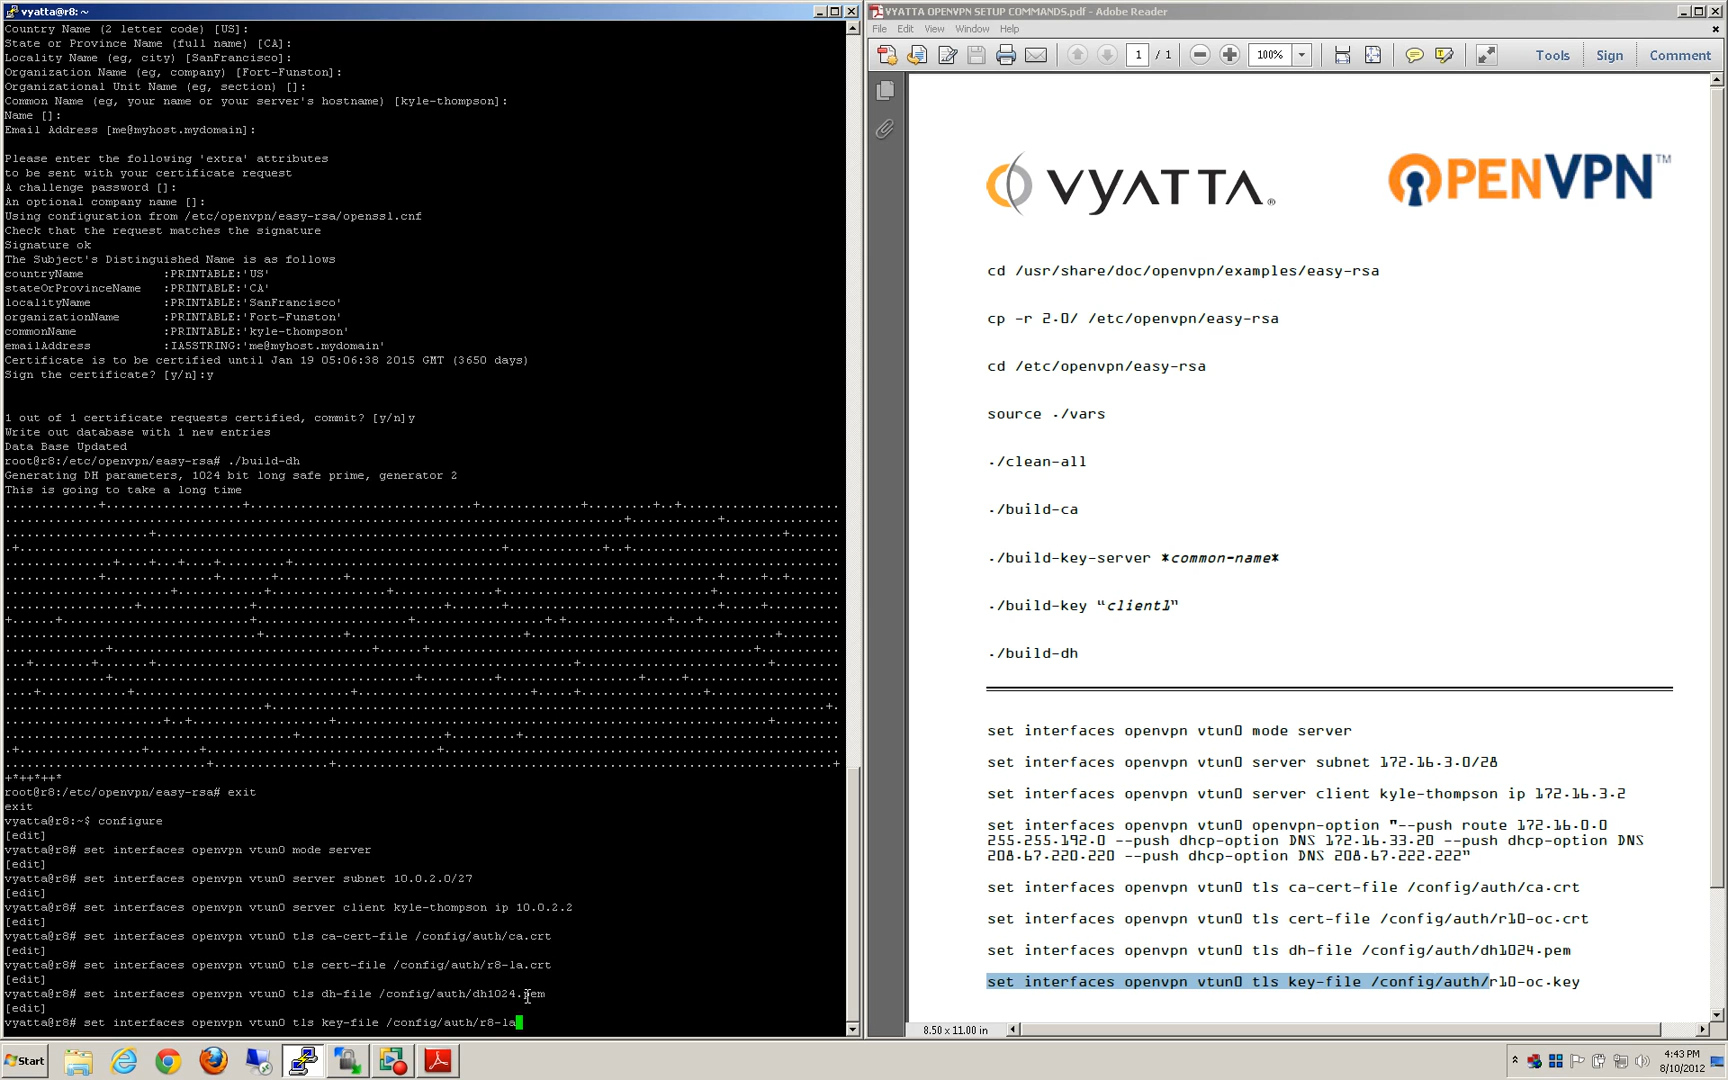 vyatta@r8: ~
Country Name (2 letter code) [US]:
State or Province Name (full name) [CA]:
Locality Name (eg, city) [SanFrancisco]:
Organization Name (eg, company) [Fort-Funston]:
Organizational Unit Name (eg, section) []:
Common Name (eg, your name or your server's hostname) [kyle-thompson]:
Name []:
Email Address [me@myhost.mydomain]:
Please enter the following 'extra' attributes
to be sent with your certificate request
A challenge password []:
An optional company name []:
Using configuration from /etc/openvpn/easy-rsa/openssl.cnf
Check that the request matches the signature
Signature ok
The Subject's Distinguished Name is as follows
countryName :PRINTABLE:'US'
stateOrProvinceName :PRINTABLE:'CA'
localityName :PRINTABLE:'SanFrancisco'
organizationName :PRINTABLE:'Fort-Funston'
commonName :PRINTABLE:'kyle-thompson'
emailAddress :IA5STRING:'me@myhost.mydomain'
Certificate is to be certified until Jan 19 05:06:38 2015 GMT (3650 days)
Sign the certificate? [y/n]:y
1 out of 1 certificate requests certified, commit? [y/n]y
Write out database with 1 new entries
Data Base Updated
root@r8:/etc/openvpn/easy-rsa# ./build-dh
Generating DH parameters, 1024 bit long safe prime, generator 2
This is going to take a long time
+*++*++*
root@r8:/etc/openvpn/easy-rsa# exit
exit
vyatta@r8:~$ configure
[edit]
vyatta@r8# set interfaces openvpn vtun0 mode server
[edit]
vyatta@r8# set interfaces openvpn vtun0 server subnet 10.0.2.0/27
[edit]
vyatta@r8# set interfaces openvpn vtun0 server client kyle-thompson ip 10.0.2.2
[edit]
vyatta@r8# set interfaces openvpn vtun0 tls ca-cert-file /config/auth/ca.crt
[edit]
vyatta@r8# set interfaces openvpn vtun0 tls cert-file /config/auth/r8-la.crt
[edit]
vyatta@r8# set interfaces openvpn vtun0 tls dh-file /config/auth/dh1024.pem
[edit]
vyatta@r8# set interfaces openvpn vtun0 tls key-file /config/auth/r8-la
VYATTA OPENVPN SETUP COMMANDS.pdf - Adobe Reader
File Edit View Window Help
1 / 1 100% Tools Sign Comment
VYATTA®
OPENVPN™
cd /usr/share/doc/openvpn/examples/easy-rsa
cp -r 2.0/ /etc/openvpn/easy-rsa
cd /etc/openvpn/easy-rsa
source ./vars
./clean-all
./build-ca
./build-key-server *common-name*
./build-key “client1”
./build-dh
set interfaces openvpn vtun0 mode server
set interfaces openvpn vtun0 server subnet 172.16.3.0/28
set interfaces openvpn vtun0 server client kyle-thompson ip 172.16.3.2
set interfaces openvpn vtun0 openvpn-option "--push route 172.16.0.0
255.255.192.0 --push dhcp-option DNS 172.16.33.20 --push dhcp-option DNS
208.67.220.220 --push dhcp-option DNS 208.67.222.222"
set interfaces openvpn vtun0 tls ca-cert-file /config/auth/ca.crt
set interfaces openvpn vtun0 tls cert-file /config/auth/r10-oc.crt
set interfaces openvpn vtun0 tls dh-file /config/auth/dh1024.pem
set interfaces openvpn vtun0 tls key-file /config/auth/r10-oc.key
8.50 x 11.00 in
Start
4:43 PM
8/10/2012